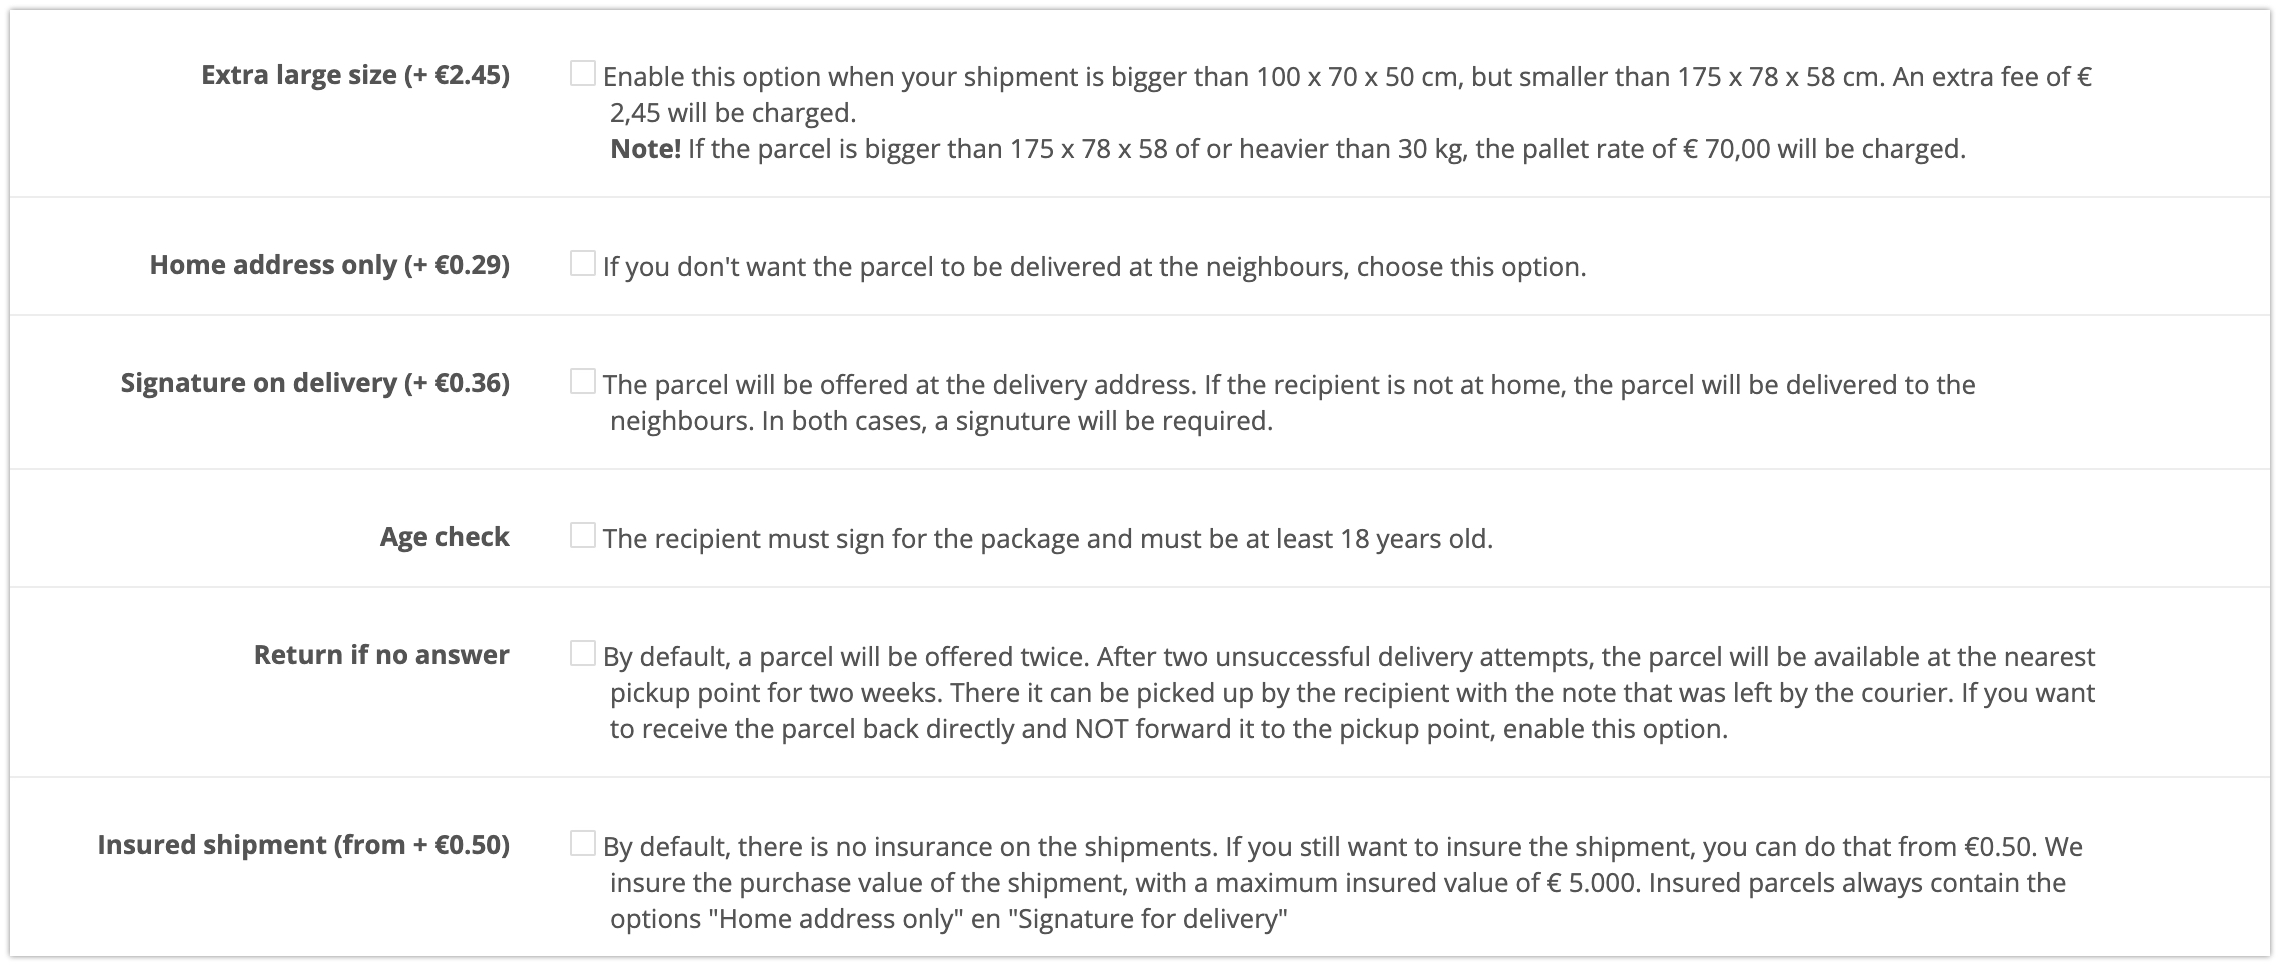 Extra large size (+ €2.45)
Enable this option when your shipment is bigger than 100 x 70 x 50 cm, but smaller than 175 x 78 x 58 cm. An extra fee of €
2,45 will be charged.
Note! If the parcel is bigger than 175 x 78 x 58 of or heavier than 30 kg, the pallet rate of € 70,00 will be charged.
Home address only (+ €0.29)
If you don't want the parcel to be delivered at the neighbours, choose this option.
Signature on delivery (+ €0.36)
The parcel will be offered at the delivery address. If the recipient is not at home, the parcel will be delivered to the
neighbours. In both cases, a signuture will be required.
Age check
The recipient must sign for the package and must be at least 18 years old.
Return if no answer
By default, a parcel will be offered twice. After two unsuccessful delivery attempts, the parcel will be available at the nearest
pickup point for two weeks. There it can be picked up by the recipient with the note that was left by the courier. If you want
to receive the parcel back directly and NOT forward it to the pickup point, enable this option.
Insured shipment (from + €0.50)
By default, there is no insurance on the shipments. If you still want to insure the shipment, you can do that from €0.50. We
insure the purchase value of the shipment, with a maximum insured value of € 5.000. Insured parcels always contain the
options "Home address only" en "Signature for delivery"